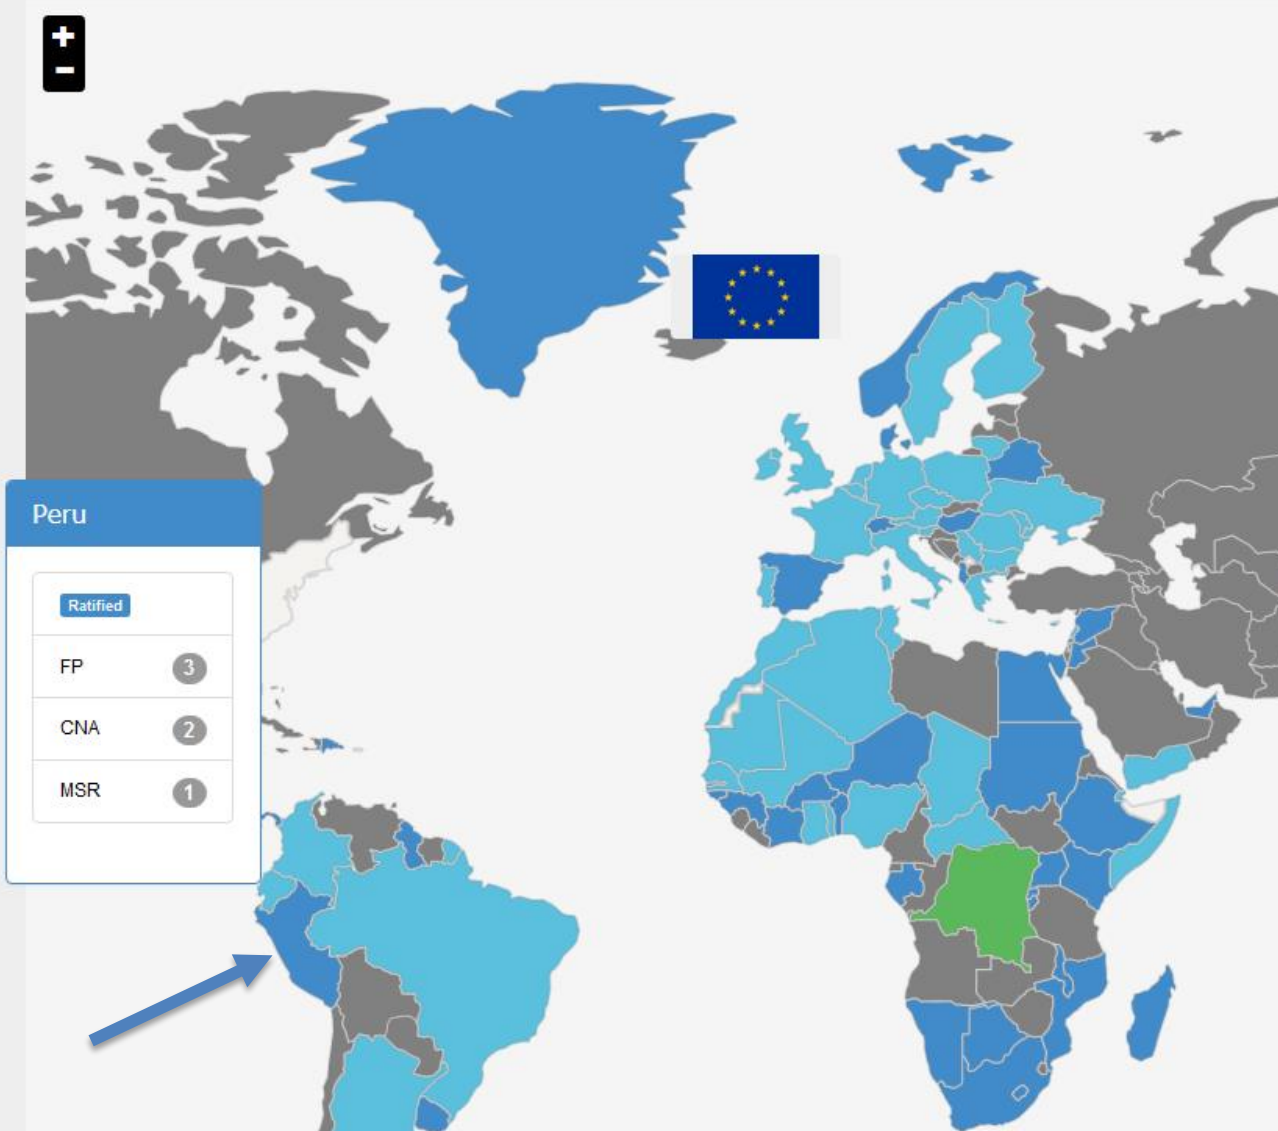 +
-
Peru
Ratified
FP 3
CNA 2
MSR 1